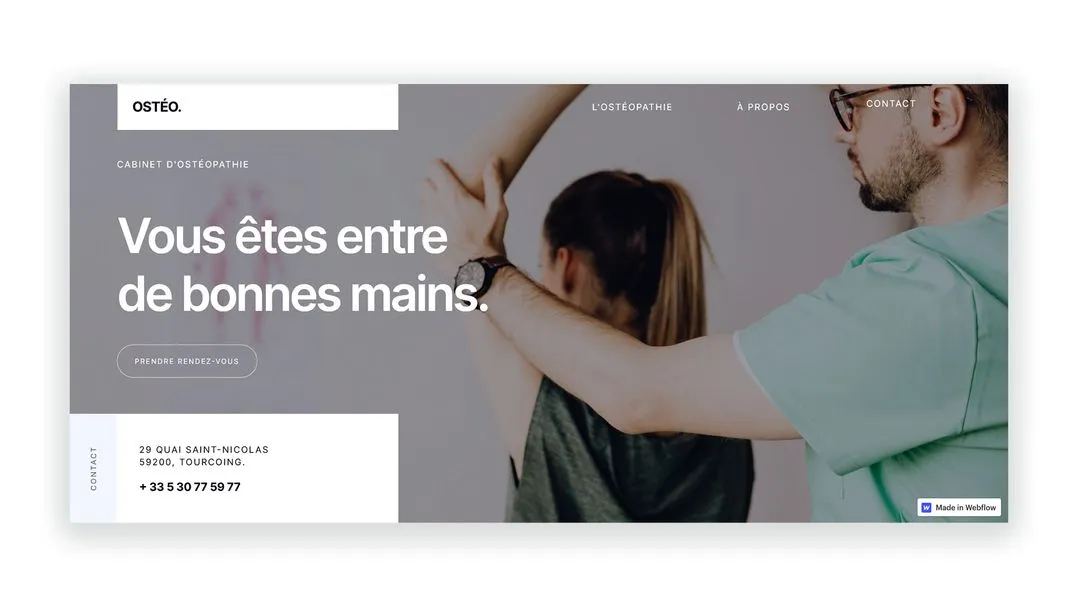 OSTÉO.
L'OSTÉOPATHIE
À PROPOS
CONTACT
CABINET D'OSTÉOPATHIE
Vous êtes entre
de bonnes mains.
PRENDRE RENDEZ-VOUS
CONTACT
29 QUAI SAINT-NICOLAS
59200, TOURCOING.
+ 33 5 30 77 59 77
Made in Webflow